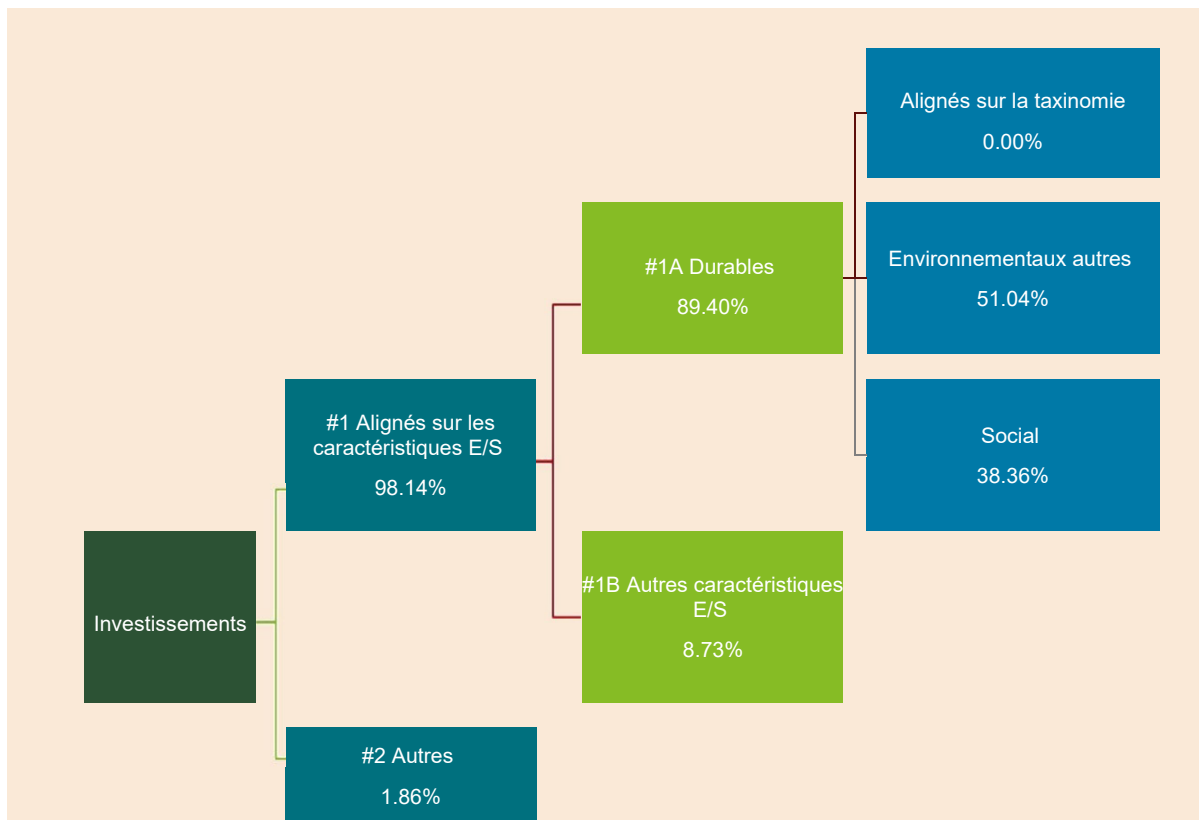 Investissements
#1 Alignés sur les
caractéristiques E/S
98.14%
#2 Autres
1.86%
#1A Durables
89.40%
#1B Autres caractéristiques
E/S
8.73%
Alignés sur la taxinomie
0.00%
Environnementaux autres
51.04%
Social
38.36%